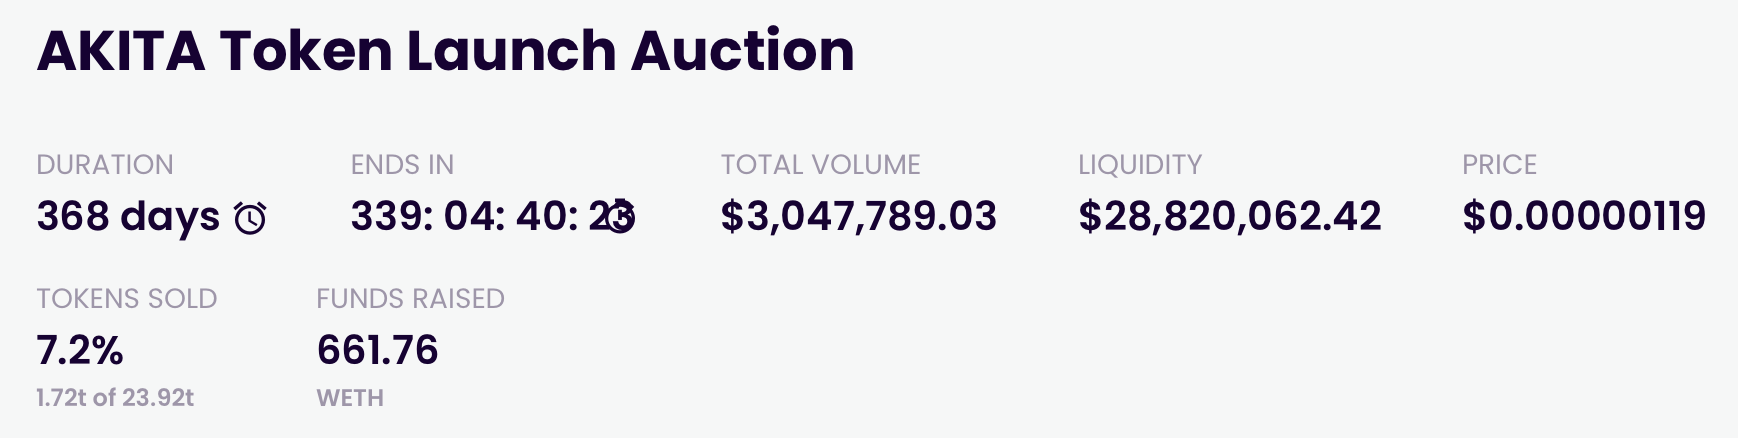 AKITA Token Launch Auction
DURATION
368 days
ENDS IN
339: 04: 40: 23
TOTAL VOLUME
$3,047,789.03
LIQUIDITY
$28,820,062.42
PRICE
$0.00000119
TOKENS SOLD
7.2%
1.72t of 23.92t
FUNDS RAISED
661.76
WETH